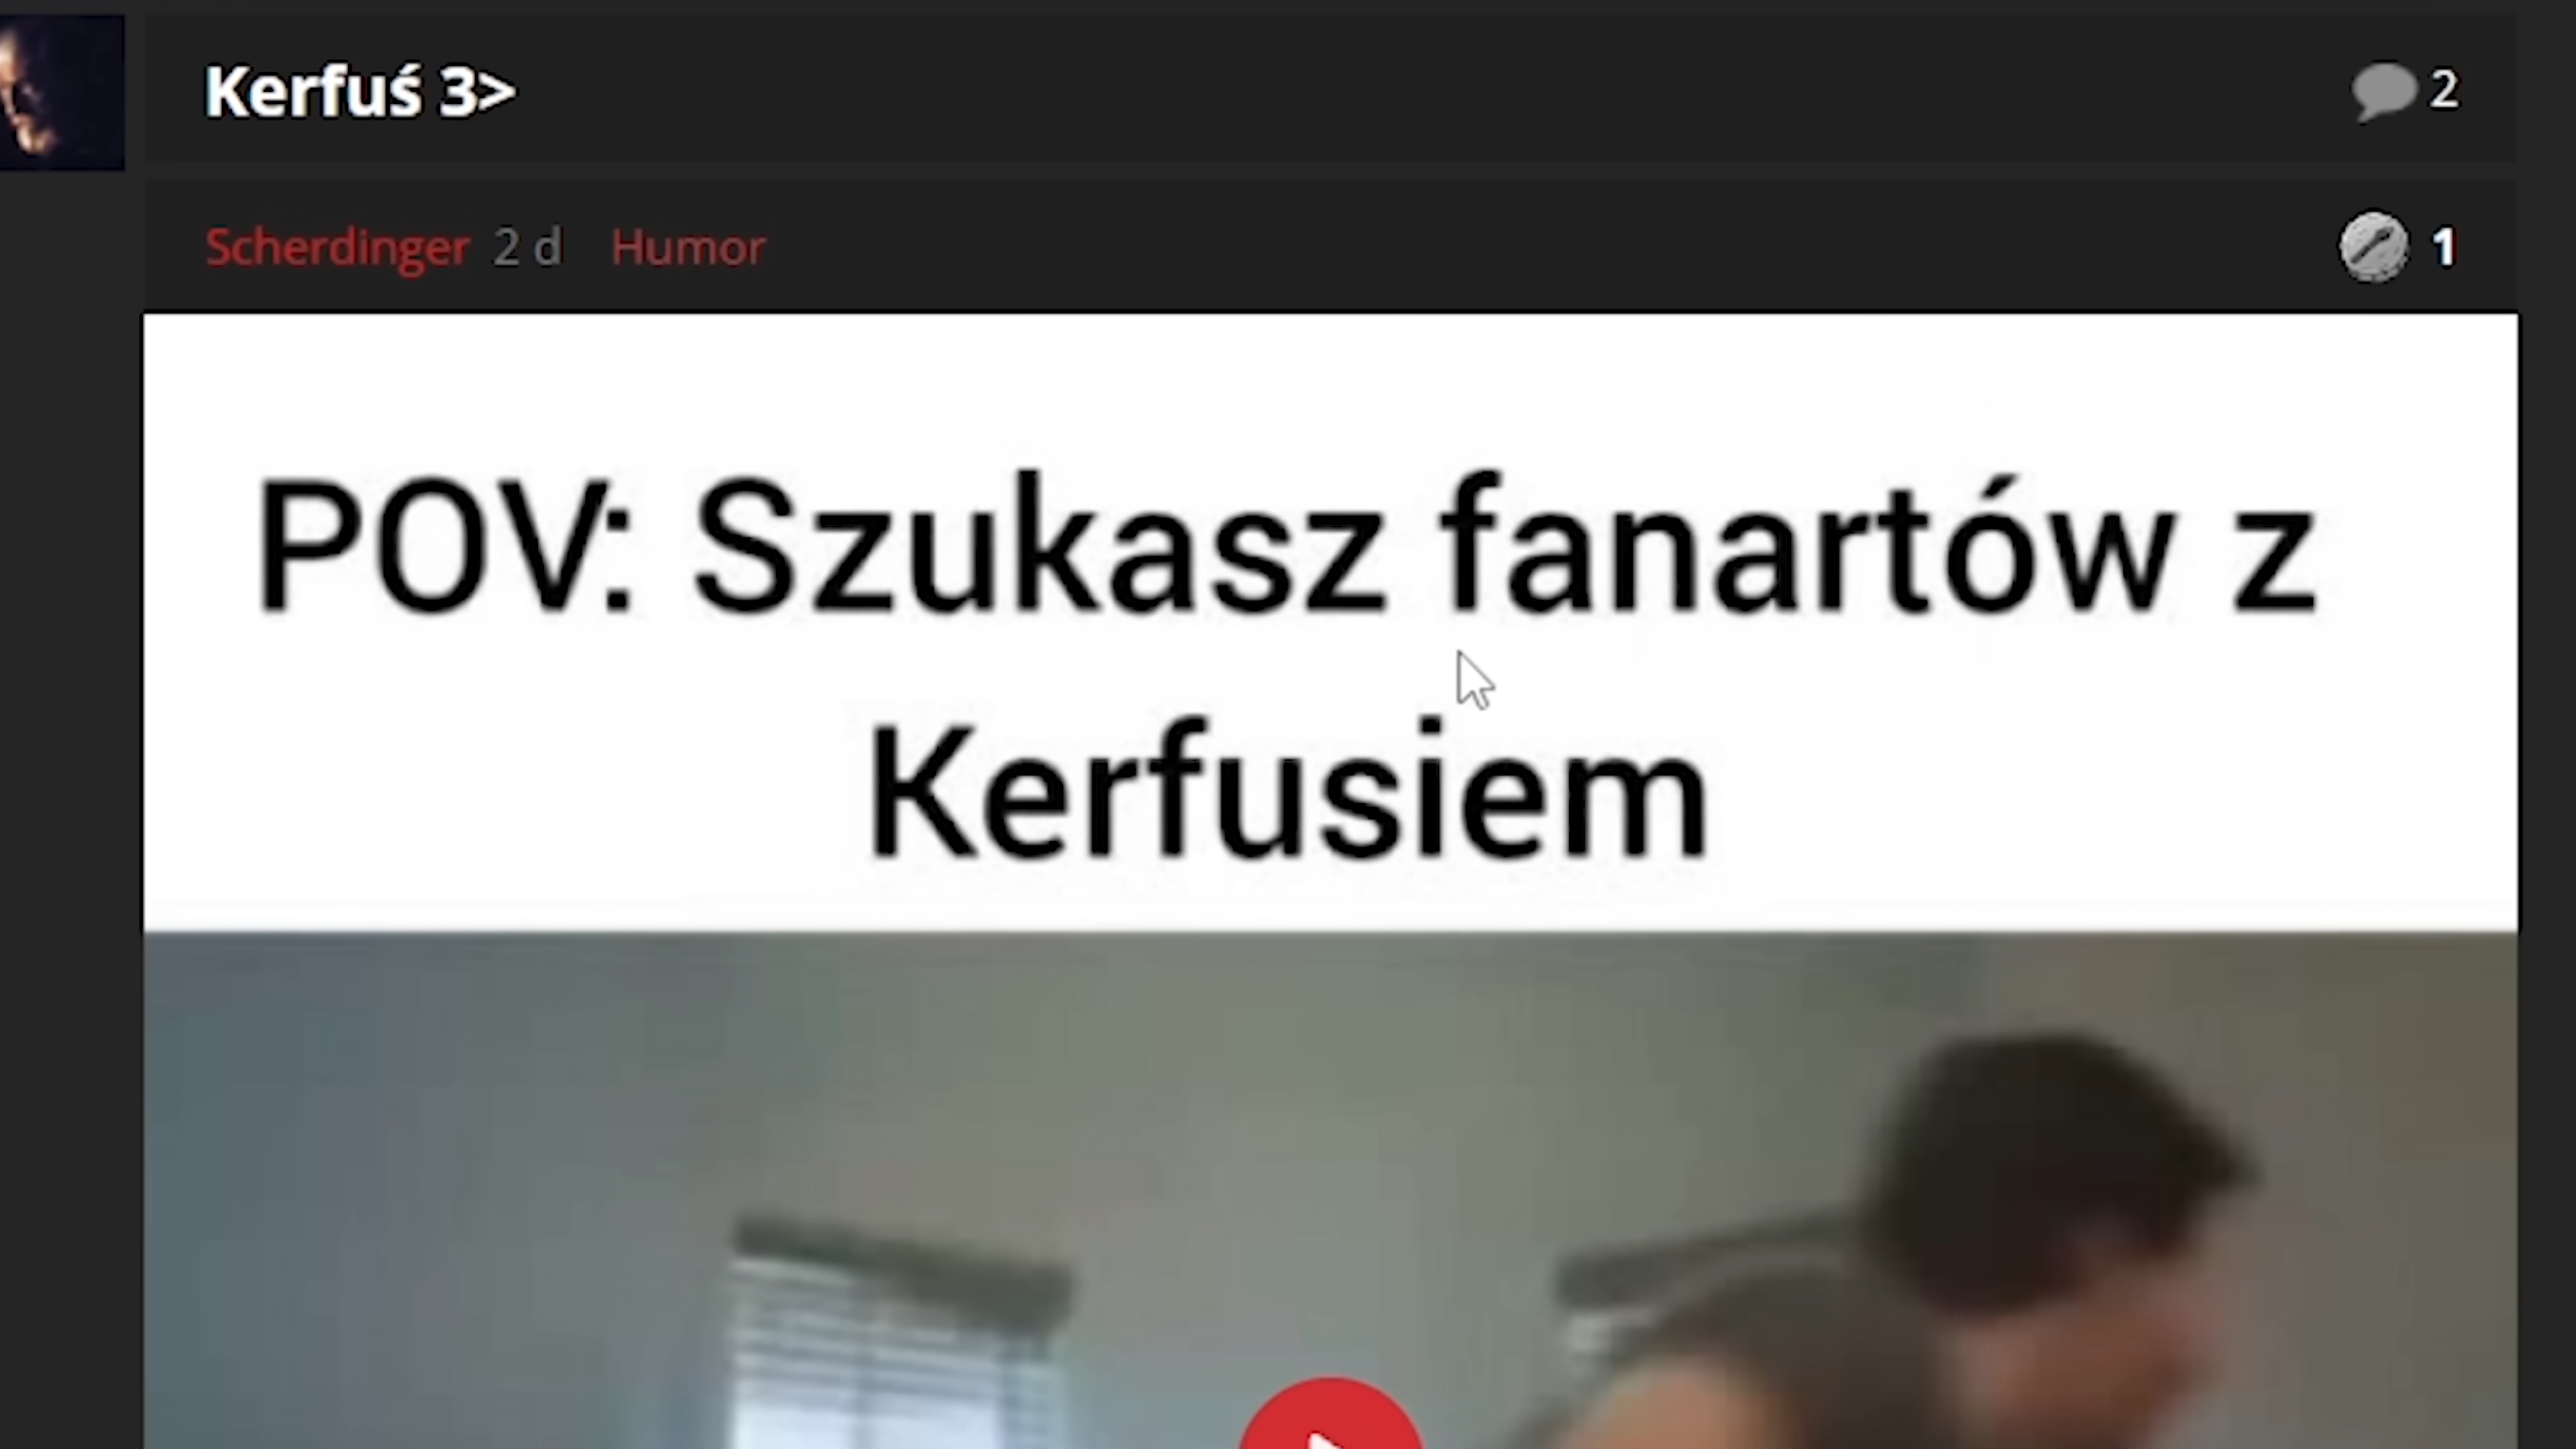 Kerfuś 3>
2
Scherdinger 2 d Humor
1
POV: Szukasz fanartów z
Kerfusiem